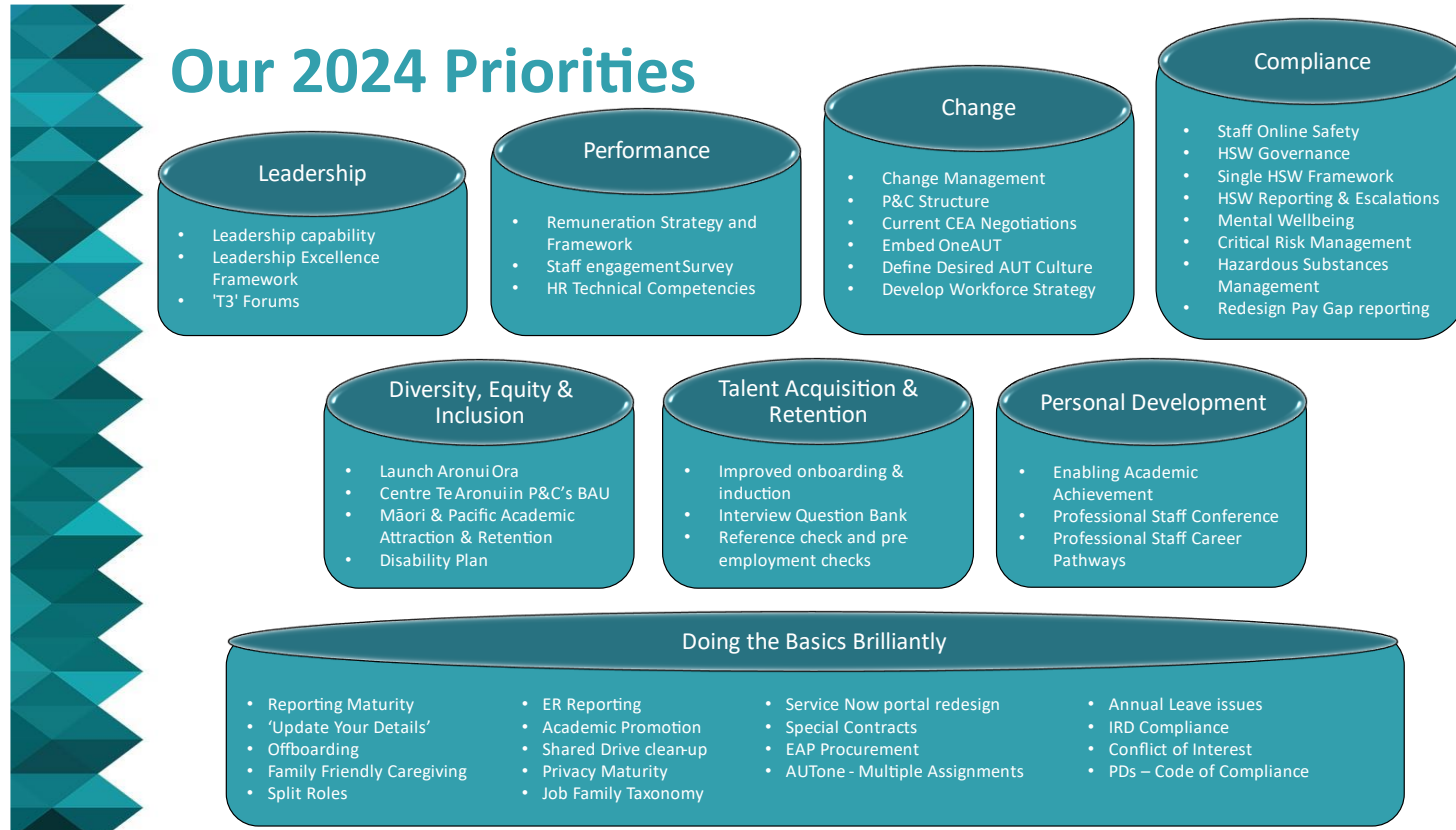 Our 2024 Priorities
Leadership
• Leadership capability
• Leadership Excellence
Framework
• 'T3' Forums
Performance
• Remuneration Strategy and
Framework
• Staff engagement Survey
• HR Technical Competencies
Change
• Change Management
• P&C Structure
• Current CEA Negotiations
• Embed OneAUT
• Define Desired AUT Culture
• Develop Workforce Strategy
Compliance
• Staff Online Safety
• HSW Governance
• Single HSW Framework
• HSW Reporting & Escalations
• Mental Wellbeing
• Critical Risk Management
• Hazardous Substances
Management
• Redesign Pay Gap reporting
Diversity, Equity &
Inclusion
• Launch Aronui Ora
• Centre Te Aronui in P&C's BAU
• Māori & Pacific Academic
Attraction & Retention
• Disability Plan
Talent Acquisition &
Retention
• Improved onboarding &
induction
• Interview Question Bank
• Reference check and pre-
employment checks
Personal Development
• Enabling Academic
Achievement
• Professional Staff Conference
• Professional Staff Career
Pathways
Doing the Basics Brilliantly
• Reporting Maturity
• 'Update Your Details'
• Offboarding
• Family Friendly Caregiving
• Split Roles
• ER Reporting
• Academic Promotion
• Shared Drive clean-up
• Privacy Maturity
• Job Family Taxonomy
• Service Now portal redesign
• Special Contracts
• EAP Procurement
• AUTone - Multiple Assignments
• Annual Leave issues
• IRD Compliance
• Conflict of Interest
• PDs – Code of Compliance